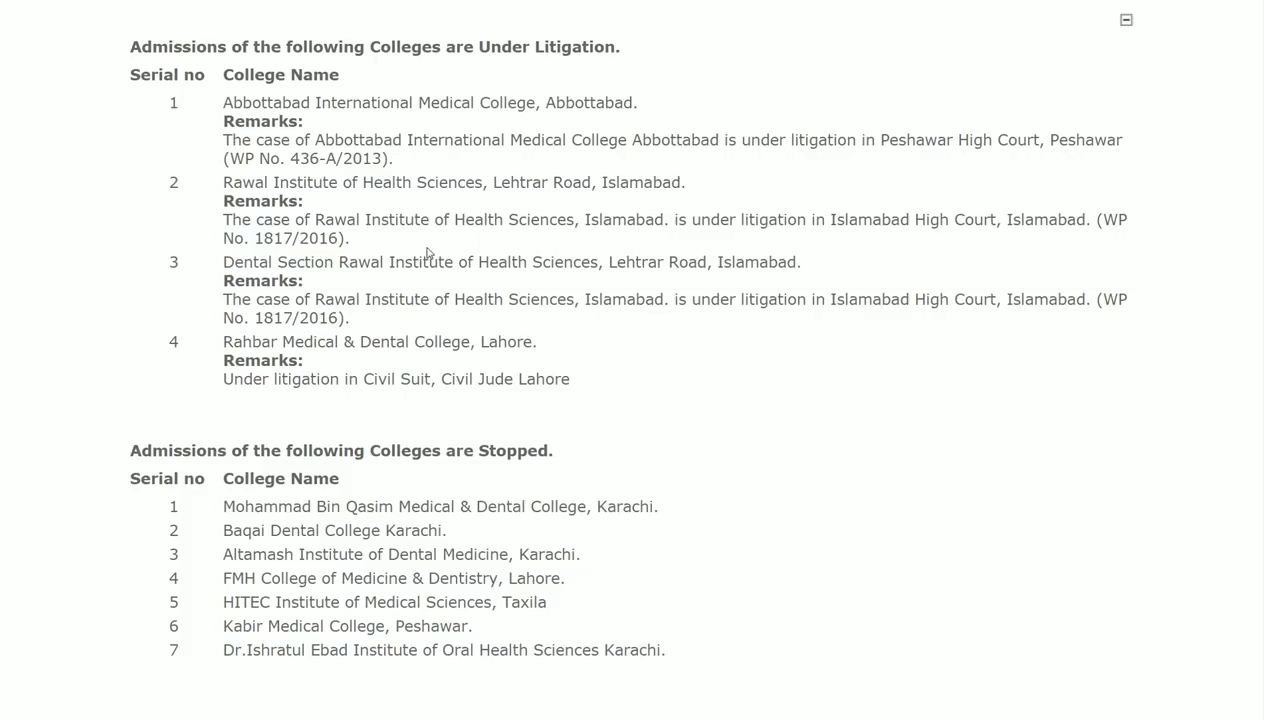 Admissions of the following Colleges are Under Litigation.
Serial no College Name
1 Abbottabad International Medical College, Abbottabad.
Remarks:
The case of Abbottabad International Medical College Abbottabad is under litigation in Peshawar High Court, Peshawar
(WP No. 436-A/2013).
2 Rawal Institute of Health Sciences, Lehtrar Road, Islamabad.
Remarks:
The case of Rawal Institute of Health Sciences, Islamabad. is under litigation in Islamabad High Court, Islamabad. (WP
No. 1817/2016).
3 Dental Section Rawal Institute of Health Sciences, Lehtrar Road, Islamabad.
Remarks:
The case of Rawal Institute of Health Sciences, Islamabad. is under litigation in Islamabad High Court, Islamabad. (WP
No. 1817/2016).
4 Rahbar Medical & Dental College, Lahore.
Remarks:
Under litigation in Civil Suit, Civil Jude Lahore
Admissions of the following Colleges are Stopped.
Serial no College Name
1 Mohammad Bin Qasim Medical & Dental College, Karachi.
2 Baqai Dental College Karachi.
3 Altamash Institute of Dental Medicine, Karachi.
4 FMH College of Medicine & Dentistry, Lahore.
5 HITEC Institute of Medical Sciences, Taxila
6 Kabir Medical College, Peshawar.
7 Dr.Ishratul Ebad Institute of Oral Health Sciences Karachi.